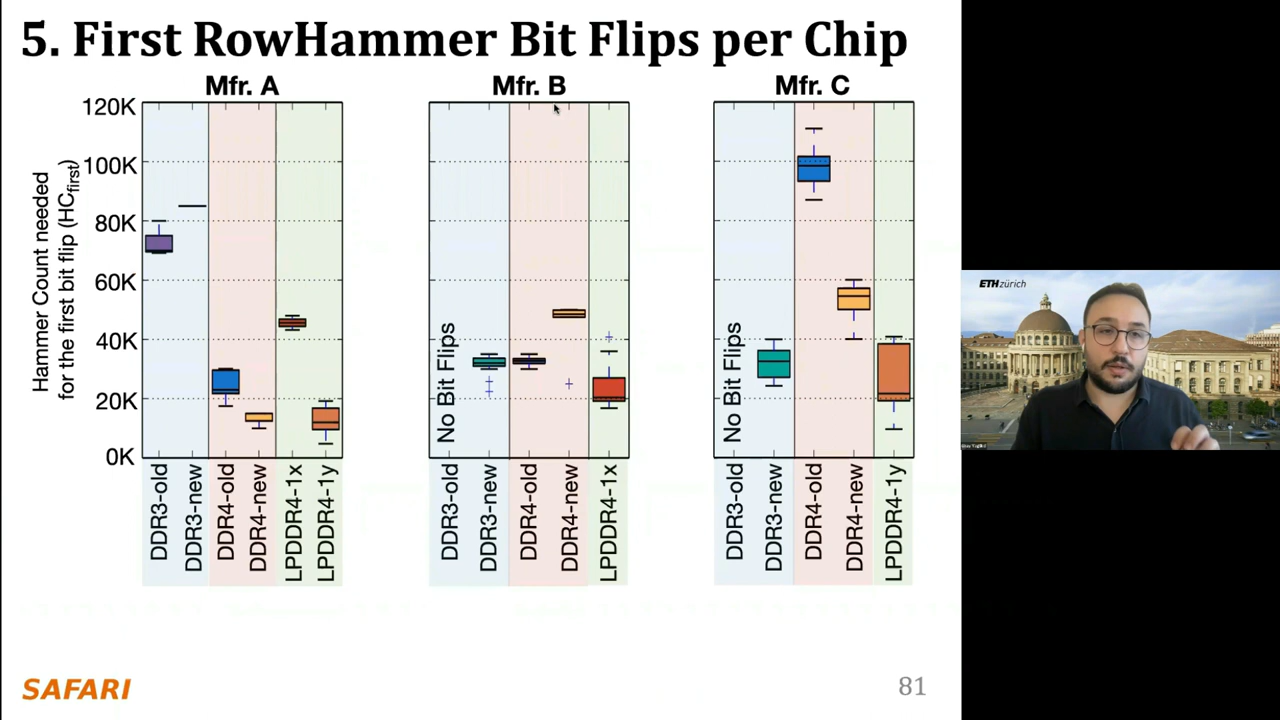 5. First RowHammer Bit Flips per Chip
Mfr. A
Mfr. B
Mfr. C
Hammer Count needed
for the first bit flip (HCfirst)
120K
100K
80K
60K
40K
20K
0K
No Bit Flips
No Bit Flips
DDR3-old
DDR3-new
DDR4-old
DDR4-new
LPDDR4-1x
LPDDR4-1y
DDR3-old
DDR3-new
DDR4-old
DDR4-new
LPDDR4-1x
DDR3-old
DDR3-new
DDR4-old
DDR4-new
LPDDR4-1y
ETH zürich
SAFARI
81